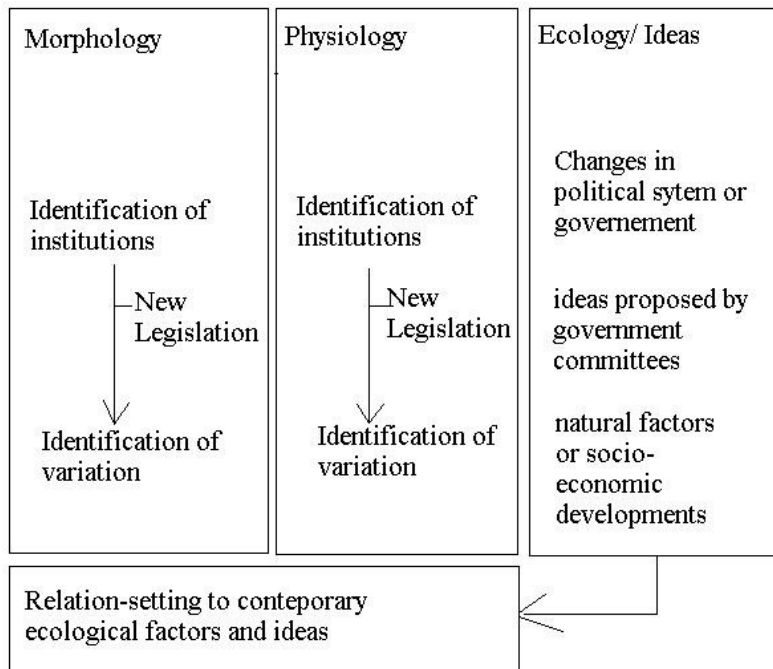 Morphology
Identification of
institutions
New
Legislation
Identification of
variation
Physiology
Identification of
institutions
New
Legislation
Identification of
variation
Ecology/ Ideas
Changes in
political sytem or
governement
ideas proposed by
government
committees
natural factors
or socio-
economic
developments
Relation-setting to conteporary
ecological factors and ideas